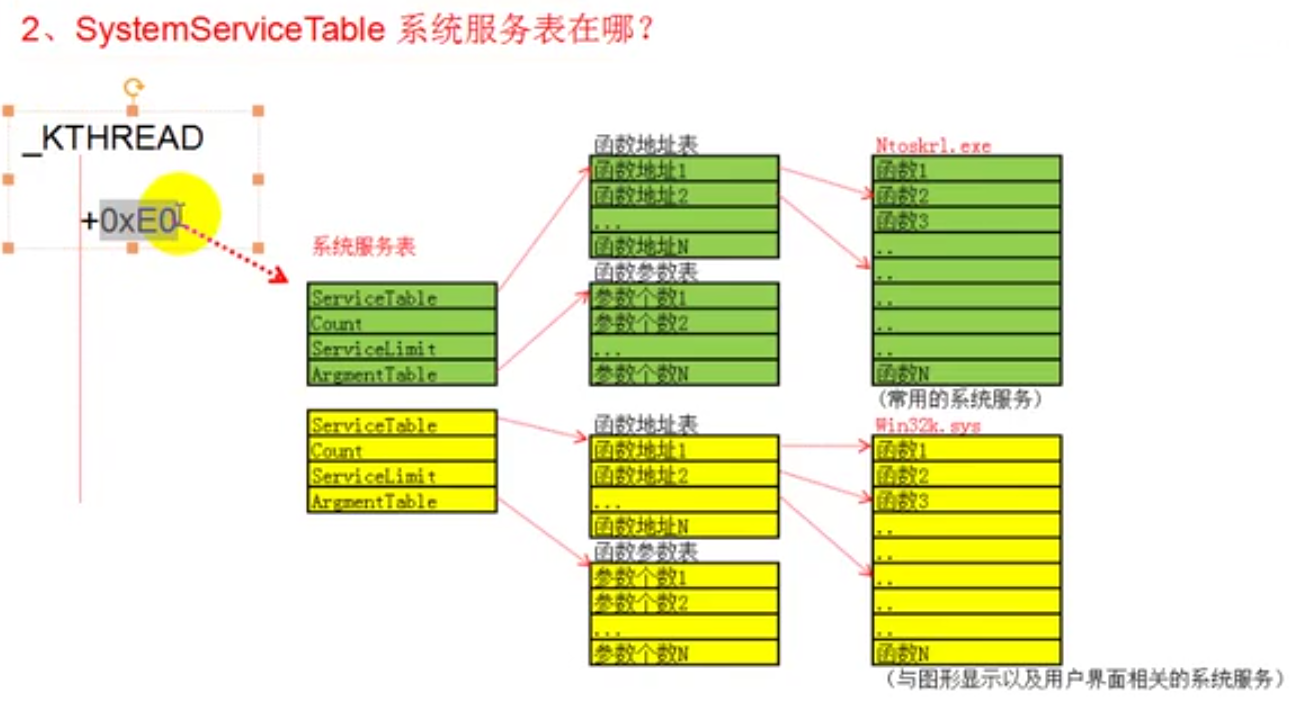 2、SystemServiceTable 系统服务表在哪？
_KTHREAD
+0xE0
系统服务表
ServiceTable
Count
ServiceLimit
ArgmentTable
函数地址表
函数地址1
函数地址2
...
函数地址N
函数参数表
参数个数1
参数个数2
...
参数个数N
Ntoskrl.exe
函数1
函数2
函数3
..
..
..
..
..
函数N
(常用的系统服务)
ServiceTable
Count
ServiceLimit
ArgmentTable
函数地址表
函数地址1
函数地址2
...
函数地址N
函数参数表
参数个数1
参数个数2
...
参数个数N
Win32k.sys
函数1
函数2
函数3
..
..
..
..
..
函数N
(与图形显示以及用户界面相关的系统服务)